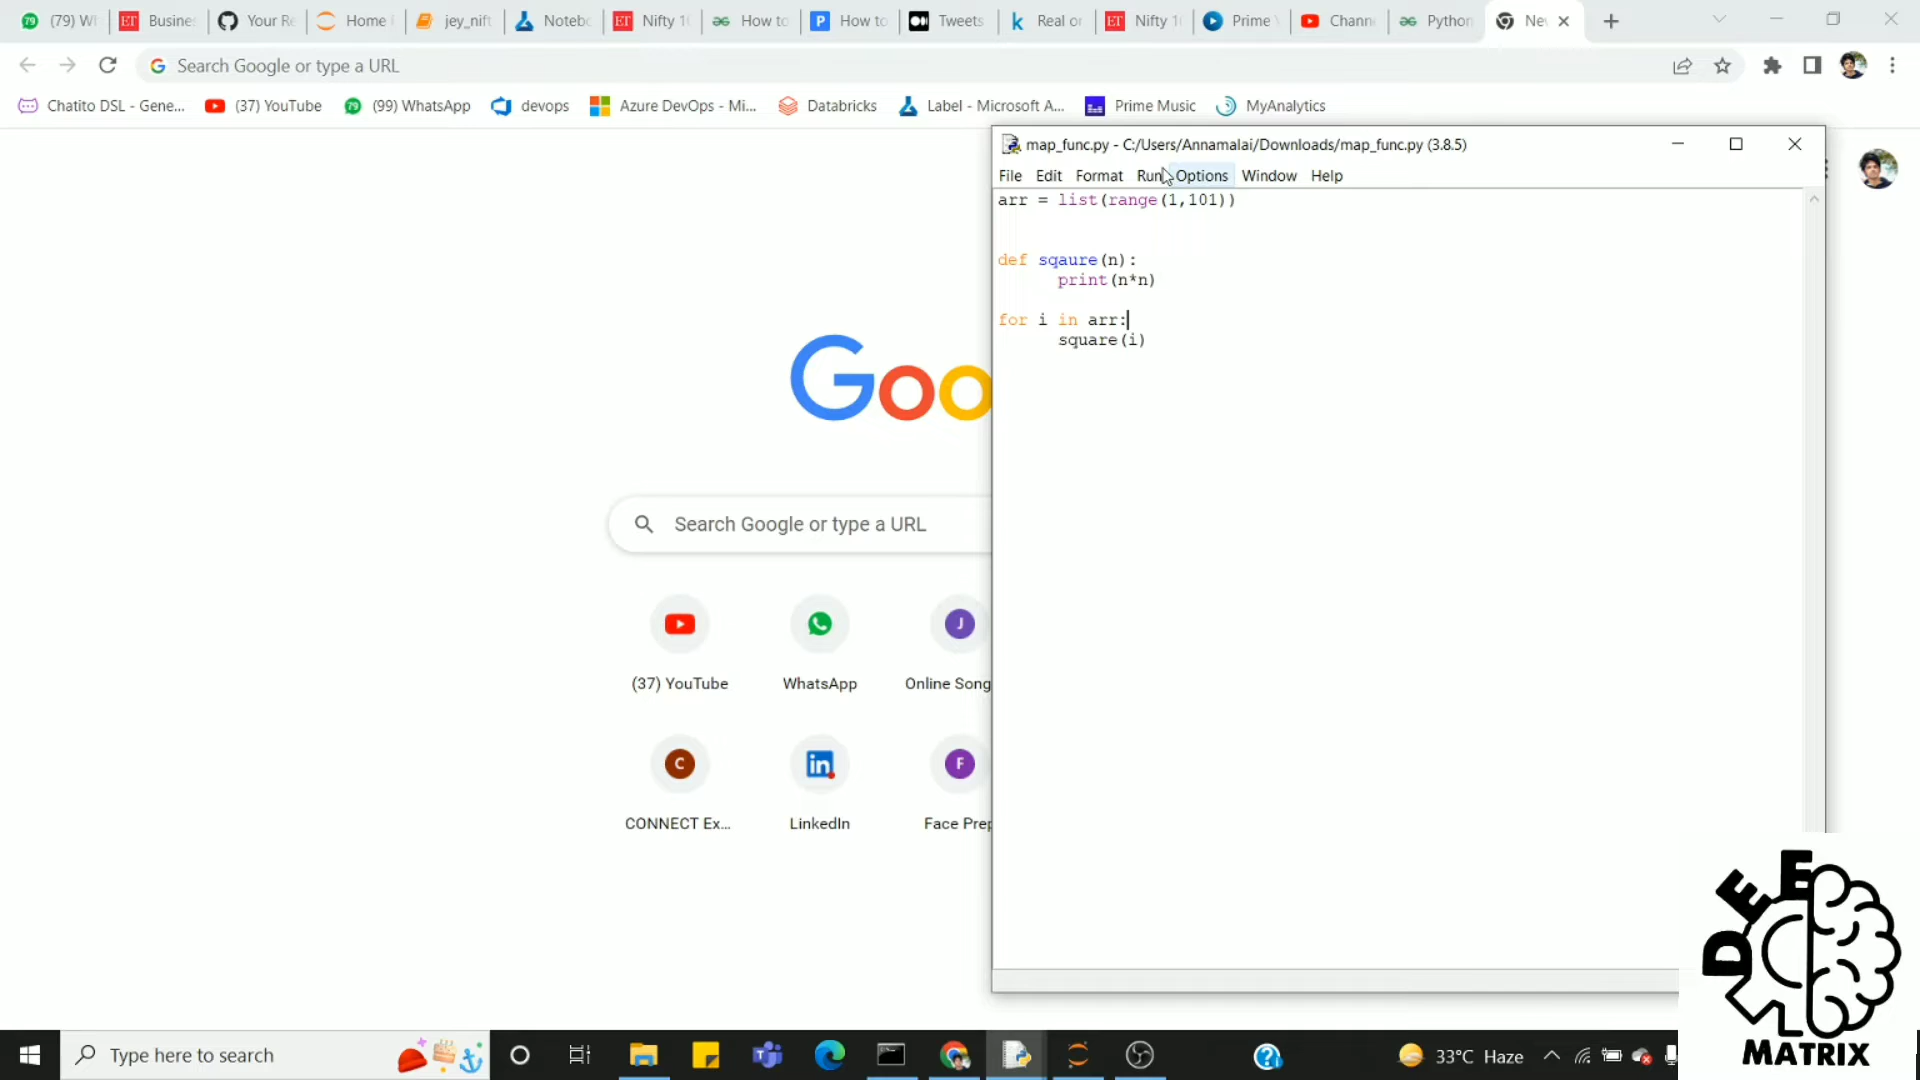 (79) W
Busine
Your Re
Home
jey_nift
Notebo
Nifty 1
How to
How to
Tweets
Real or
Nifty 1
Prime
Chann
Python
Ne
Search Google or type a URL
Chatito DSL - Gene...
(37) YouTube
(99) WhatsApp
devops
Azure DevOps - Mi...
Databricks
Label - Microsoft A...
Prime Music
MyAnalytics
map_func.py - C:/Users/Annamalai/Downloads/map_func.py (3.8.5)
File Edit Format Run Options Window Help
arr = list(range(1,101))
def sqaure(n):
print(n*n)
for i in arr:
square(i)
Goo
Search Google or type a URL
(37) YouTube
WhatsApp
J
Online Song
C
CONNECT Ex...
in
LinkedIn
F
Face Prep
DEE
MATRIX
Type here to search
33°C Haze